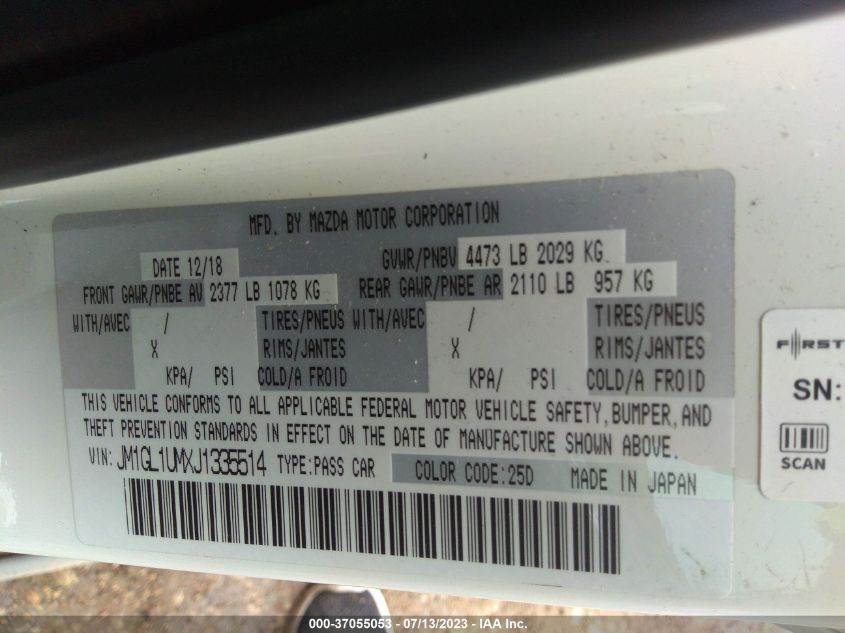 MFD. BY MAZDA MOTOR CORPORATION
DATE 12/18 GVWR/PNBV 4473 LB 2029 KG
FRONT GAWR/PNBE AV 2377 LB 1078 KG REAR GAWR/PNBE AR 2110 LB 957 KG
WITH/AVEC / TIRES/PNEUS WITH/AVEC / TIRES/PNEUS
X RIMS/JANTES X RIMS/JANTES
KPA/ PSI COLD/A FROID KPA/ PSI COLD/A FROID
THIS VEHICLE CONFORMS TO ALL APPLICABLE FEDERAL MOTOR VEHICLE SAFETY, BUMPER, AND
THEFT PREVENTION STANDARDS IN EFFECT ON THE DATE OF MANUFACTURE SHOWN ABOVE.
VIN: JM1GL1UMXJ1335514 TYPE:PASS CAR COLOR CODE:25D MADE IN JAPAN
FIRST
SN:
SCAN
000-37055053 - 07/13/2023 - IAA Inc.